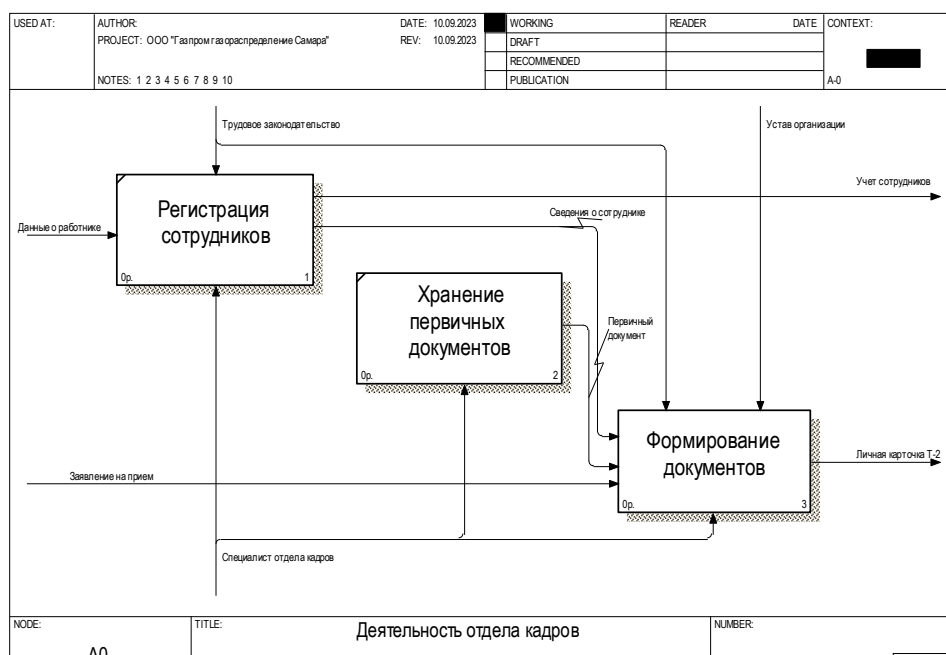 USED AT:
AUTHOR:
DATE: 10.09.2023
WORKING
READER
DATE
CONTEXT:
PROJECT: ООО "Газпром газораспределение Самара"
REV: 10.09.2023
DRAFT
RECOMMENDED
NOTES: 1 2 3 4 5 6 7 8 9 10
PUBLICATION
A-0
Трудовое законодательство
Устав организации
Учет сотрудников
Регистрация
сотрудников
0р.
1
Данные о работнике
Сведения о сотруднике
Хранение
первичных
документов
0р.
2
Первичный
документ
Формирование
документов
0р.
3
Личная карточка Т-2
Заявление на прием
Специалист отдела кадров
NODE:
TITLE:
Деятельность отдела кадров
NUMBER:
A0